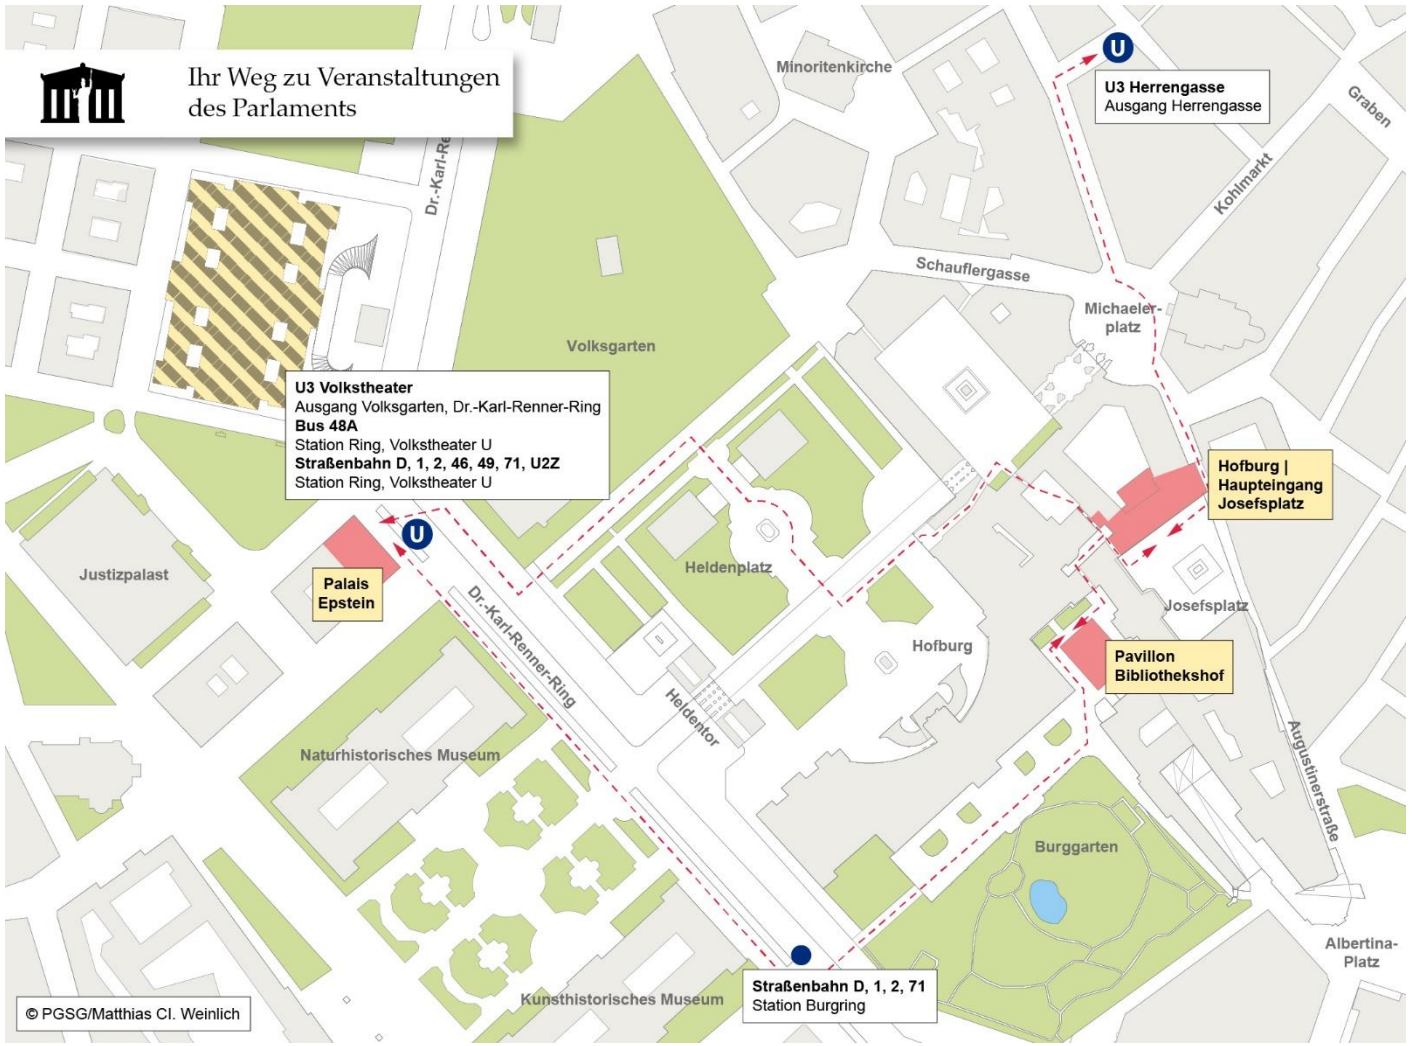 Ihr Weg zu Veranstaltungen
des Parlaments
Dr.-Karl-Re
Minoritenkirche
U
U3 Herrengasse
Ausgang Herrengasse
Graben
Kohlmarkt
Schauflergasse
Michaeler-
platz
Volksgarten
U3 Volkstheater
Ausgang Volksgarten, Dr.-Karl-Renner-Ring
Bus 48A
Station Ring, Volkstheater U
Straßenbahn D, 1, 2, 46, 49, 71, U2Z
Station Ring, Volkstheater U
Hofburg |
Haupteingang
Josefsplatz
U
Justizpalast
Palais
Epstein
Heldenplatz
Josefsplatz
Dr.-Karl-Renner-Ring
Hofburg
Pavillon
Bibliothekshof
Heldentor
Naturhistorisches Museum
Augustinerstraße
Burggarten
Albertina-
Platz
Straßenbahn D, 1, 2, 71
Station Burgring
Kunsthistorisches Museum
© PGSG/Matthias Cl. Weinlich